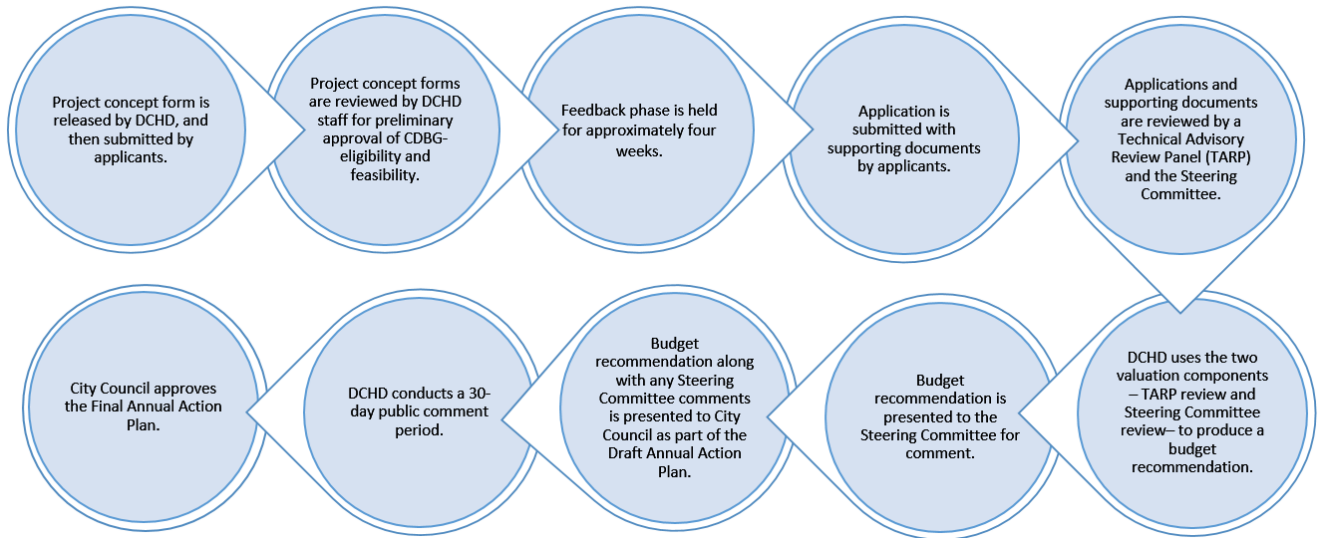 Project concept form is
released by DCHD, and
then submitted by
applicants.
Project concept forms
are reviewed by DCHD
staff for preliminary
approval of CDBG-
eligibility and
feasibility.
Feedback phase is held
for approximately four
weeks.
Application is
submitted with
supporting documents
by applicants.
Applications and
supporting documents
are reviewed by a
Technical Advisory
Review Panel (TARP)
and the Steering
Committee.
DCHD uses the two
valuation components
– TARP review and
Steering Committee
review– to produce a
budget
recommendation.
Budget
recommendation is
presented to the
Steering Committee for
comment.
Budget
recommendation along
with any Steering
Committee comments
is presented to City
Council as part of the
Draft Annual Action
Plan.
DCHD conducts a 30-
day public comment
period.
City Council approves
the Final Annual Action
Plan.